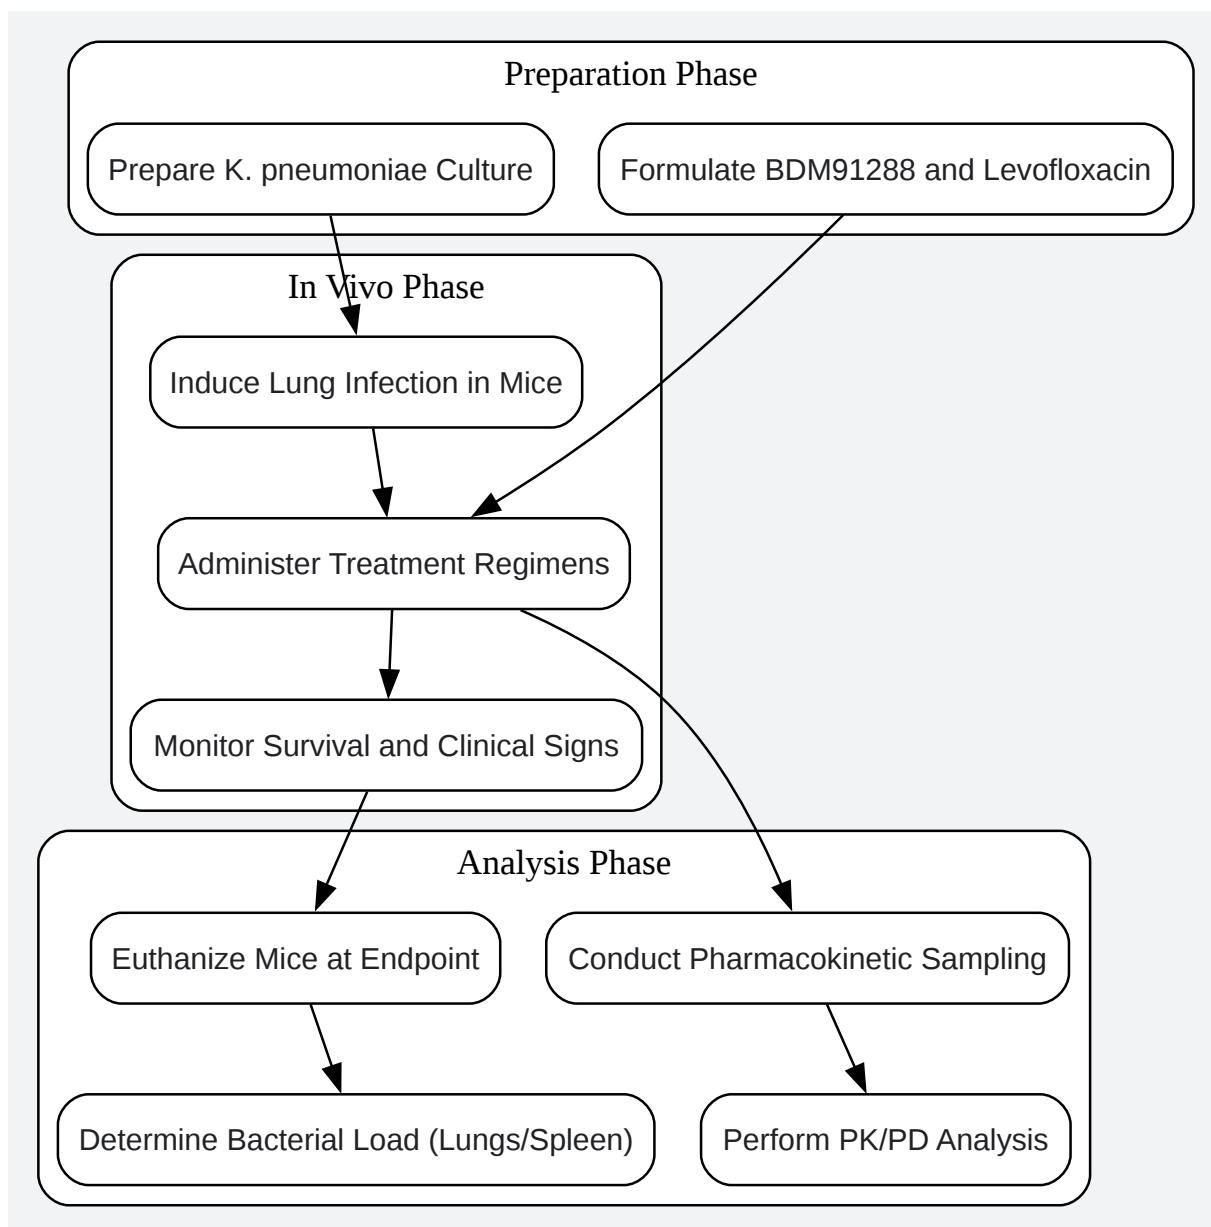 Preparation Phase
Prepare K. pneumoniae Culture
Formulate BDM91288 and Levofloxacin
In Vivo Phase
Induce Lung Infection in Mice
Administer Treatment Regimens
Monitor Survival and Clinical Signs
Analysis Phase
Euthanize Mice at Endpoint
Conduct Pharmacokinetic Sampling
Determine Bacterial Load (Lungs/Spleen)
Perform PK/PD Analysis